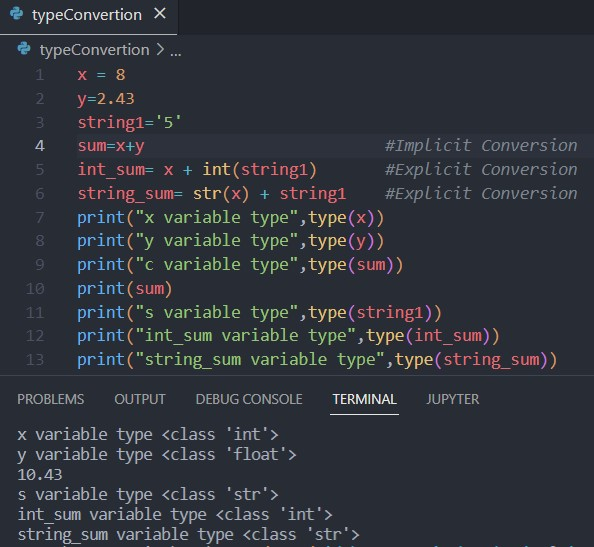 typeConvertion ×
typeConvertion > ...
1 x = 8
2 y=2.43
3 string1='5'
4 sum=x+y #Implicit Conversion
5 int_sum= x + int(string1) #Explicit Conversion
6 string_sum= str(x) + string1 #Explicit Conversion
7 print("x variable type",type(x))
8 print("y variable type",type(y))
9 print("c variable type",type(sum))
10 print(sum)
11 print("s variable type",type(string1))
12 print("int_sum variable type",type(int_sum))
13 print("string_sum variable type",type(string_sum))
PROBLEMS OUTPUT DEBUG CONSOLE TERMINAL JUPYTER
x variable type <class 'int'>
y variable type <class 'float'>
10.43
s variable type <class 'str'>
int_sum variable type <class 'int'>
string_sum variable type <class 'str'>